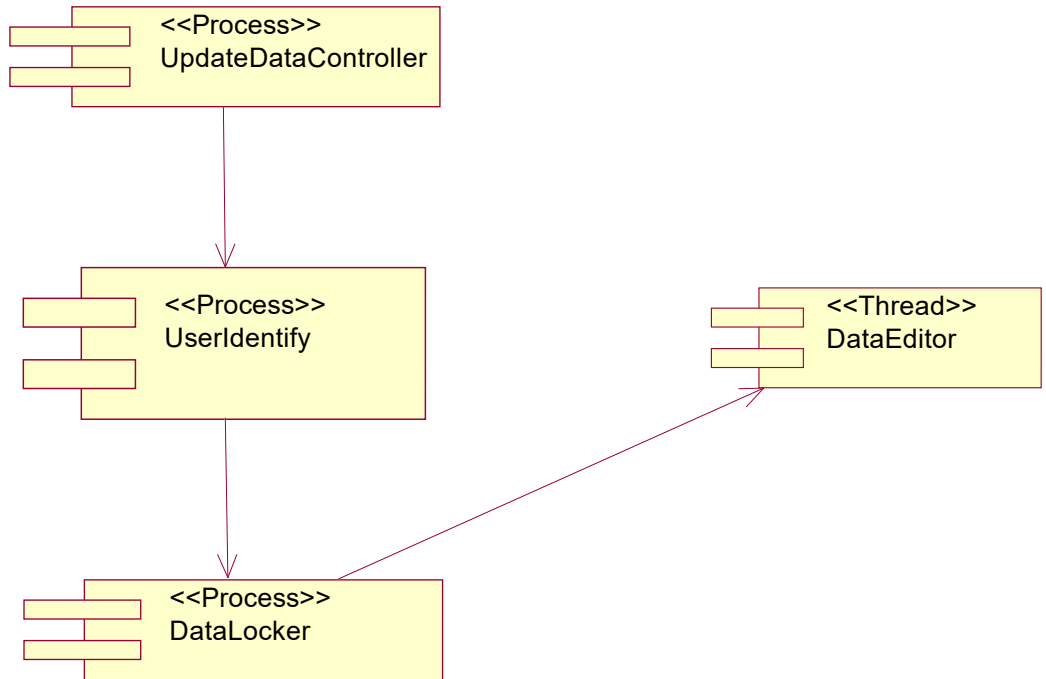 <<Process>>
UpdateDataController
<<Process>>
UserIdentify
<<Thread>>
DataEditor
<<Process>>
DataLocker